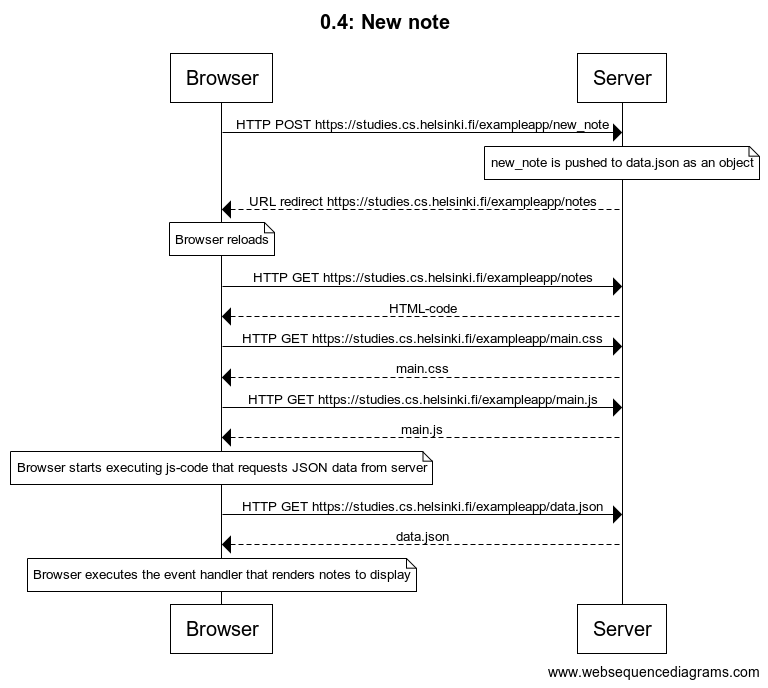 0.4: New note
Browser
Server
HTTP POST https://studies.cs.helsinki.fi/exampleapp/new_note
new_note is pushed to data.json as an object
URL redirect https://studies.cs.helsinki.fi/exampleapp/notes
Browser reloads
HTTP GET https://studies.cs.helsinki.fi/exampleapp/notes
HTML-code
HTTP GET https://studies.cs.helsinki.fi/exampleapp/main.css
main.css
HTTP GET https://studies.cs.helsinki.fi/exampleapp/main.js
main.js
Browser starts executing js-code that requests JSON data from server
HTTP GET https://studies.cs.helsinki.fi/exampleapp/data.json
data.json
Browser executes the event handler that renders notes to display
Browser
Server
www.websequencediagrams.com